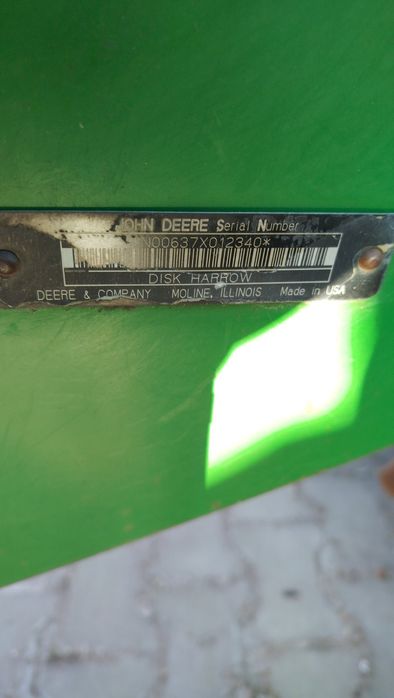 JOHN DEERE Serial Number
N00637X012340*
DISK HARROW
DEERE & COMPANY MOLINE, ILLINOIS Made in USA